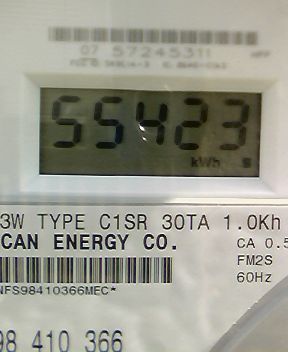 07 57245311
55423
kWh
3W TYPE C1SR 30TA 1.0Kh
CAN ENERGY CO.
CA 0.5
FM2S
60Hz
NFS98410366MEC*
98 410 366